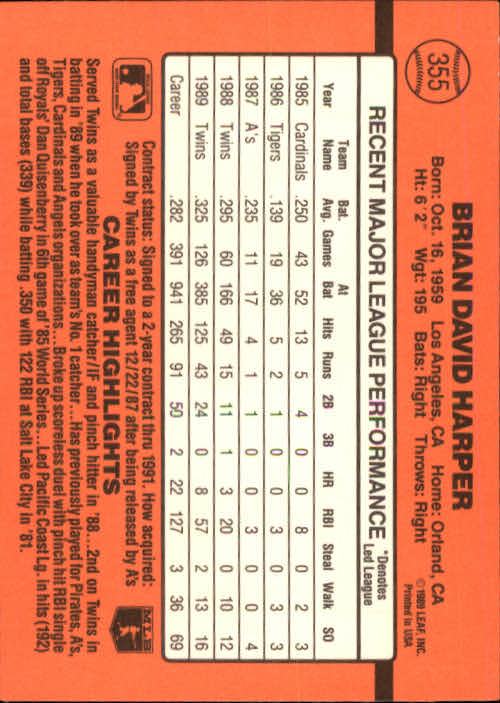 355
BRIAN DAVID HARPER
Born: Oct. 16, 1959 Los Angeles, CA Home: Orland, CA
Ht: 6' 2" Wgt: 195 Bats: Right Throws: Right
©1989 LEAF, INC.
Printed in USA
RECENT MAJOR LEAGUE PERFORMANCE
*Denotes
Led League
Team Bat. At
Year Name Avg. Games Bat Hits Runs 2B 3B HR RBI Steal Walk SO
1985 Cardinals .250 43 52 13 5 4 0 0 8 0 2 3
1986 Tigers .139 19 36 5 2 1 0 0 3 0 3 3
1987 A's .235 11 17 4 1 1 0 0 3 0 0 4
1988 Twins .295 60 166 49 15 11 1 3 20 0 10 12
1989 Twins .325 126 385 125 43 24 0 8 57 2 13 16
Career .282 391 941 265 91 50 2 22 127 3 36 69
Contract status: Signed to a 2-year contract thru 1991. How acquired:
Signed by Twins as a free agent 12/22/87 after being released by A's
CAREER HIGHLIGHTS
MLB
Served Twins as a valuable handyman catcher/IF and pinch hitter in '88...2nd on Twins in
batting in '89 when he took over as team's No. 1 catcher...Has previously played for Pirates, A's,
Tigers, Cardinals and Angels organizations...Broke up scoreless duel with pinch hit RBI single
off Royals' Dan Quisenberry in 6th game of '85 World Series...Led Pacific Coast Lg. in hits (192)
and total bases (339) while batting .350 with 122 RBI at Salt Lake City in '81.